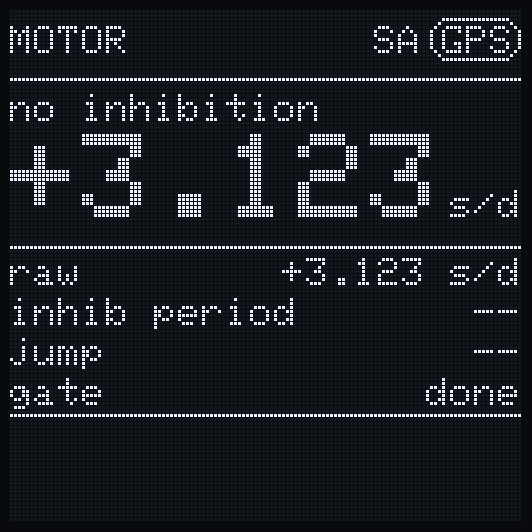 MOTOR SA GPS
no inhibition
+3.123 s/d
raw +3.123 s/d
inhib period --
jump --
gate done